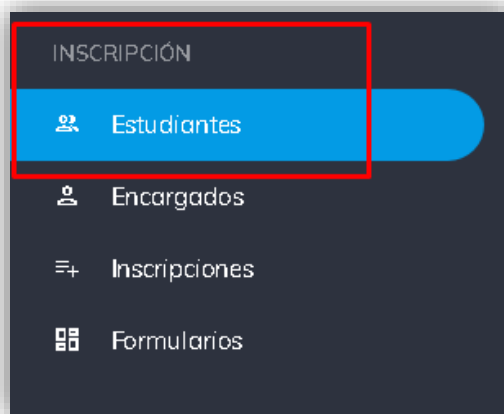 INSCRIPCIÓN
Estudiantes
Encargados
Inscripciones
Formularios